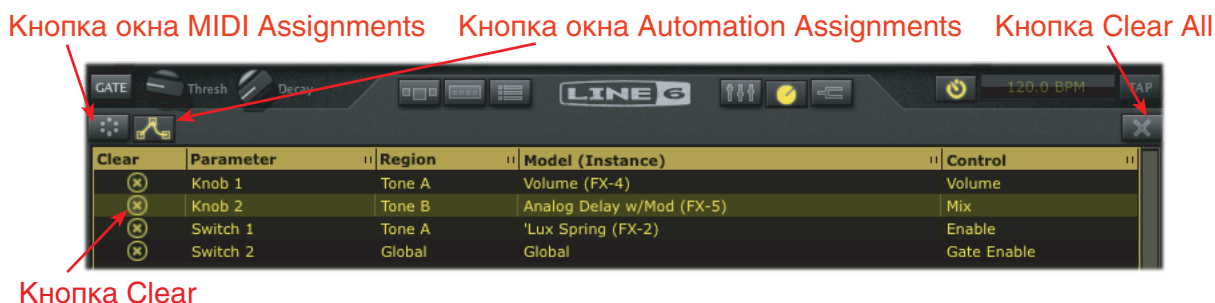 Кнопка окна MIDI Assignments Кнопка окна Automation Assignments Кнопка Clear All
GATE Thresh Decay LINE 6 120.0 BPM TAP
Clear Parameter Region Model (Instance) Control
Knob 1 Tone A Volume (FX-4) Volume
Knob 2 Tone B Analog Delay w/Mod (FX-5) Mix
Switch 1 Tone A 'Lux Spring (FX-2) Enable
Switch 2 Global Global Gate Enable
Кнопка Clear